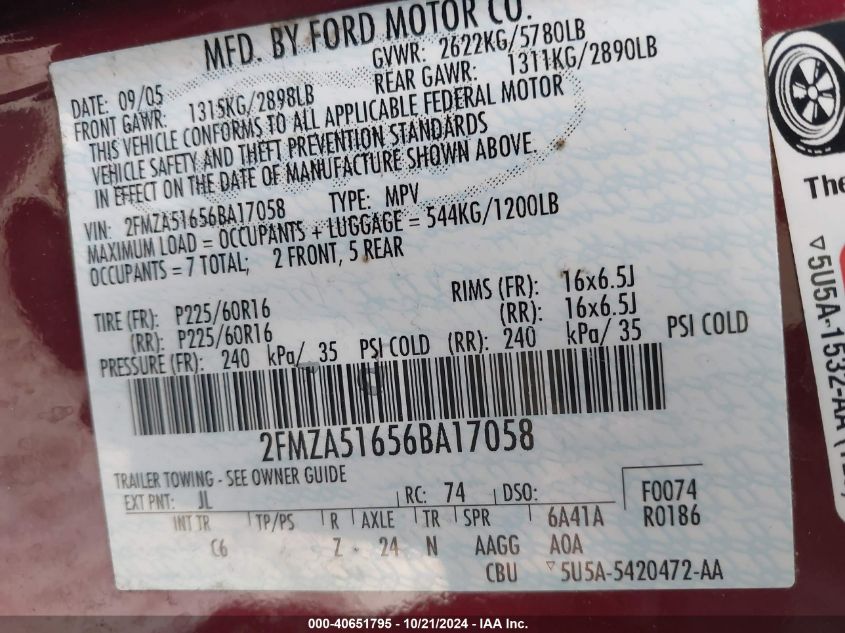 MFD. BY FORD MOTOR CO.
DATE: 09/05 GVWR: 2622KG/5780LB
FRONT GAWR: 1315KG/2898LB REAR GAWR: 1311KG/2890LB
THIS VEHICLE CONFORMS TO ALL APPLICABLE FEDERAL MOTOR
VEHICLE SAFETY AND THEFT PREVENTION STANDARDS
IN EFFECT ON THE DATE OF MANUFACTURE SHOWN ABOVE.
VIN: 2FMZA51656BA17058 TYPE: MPV
MAXIMUM LOAD = OCCUPANTS + LUGGAGE = 544KG/1200LB
OCCUPANTS = 7 TOTAL; 2 FRONT, 5 REAR
TIRE (FR): P225/60R16 RIMS (FR): 16x6.5J
(RR): P225/60R16 (RR): 16x6.5J
PRESSURE (FR): 240 kPa/ 35 PSI COLD (RR): 240 kPa/ 35 PSI COLD
2FMZA51656BA17058
TRAILER TOWING - SEE OWNER GUIDE
EXT PNT: JL RC: 74 DSO: F0074
INT TR TP/PS R AXLE TR SPR 6A41A R0186
C6 Z 24 N AAGG AOA
CBU 5U5A-5420472-AA
The
5U5A-1532-AA
000-40651795 - 10/21/2024 - IAA Inc.